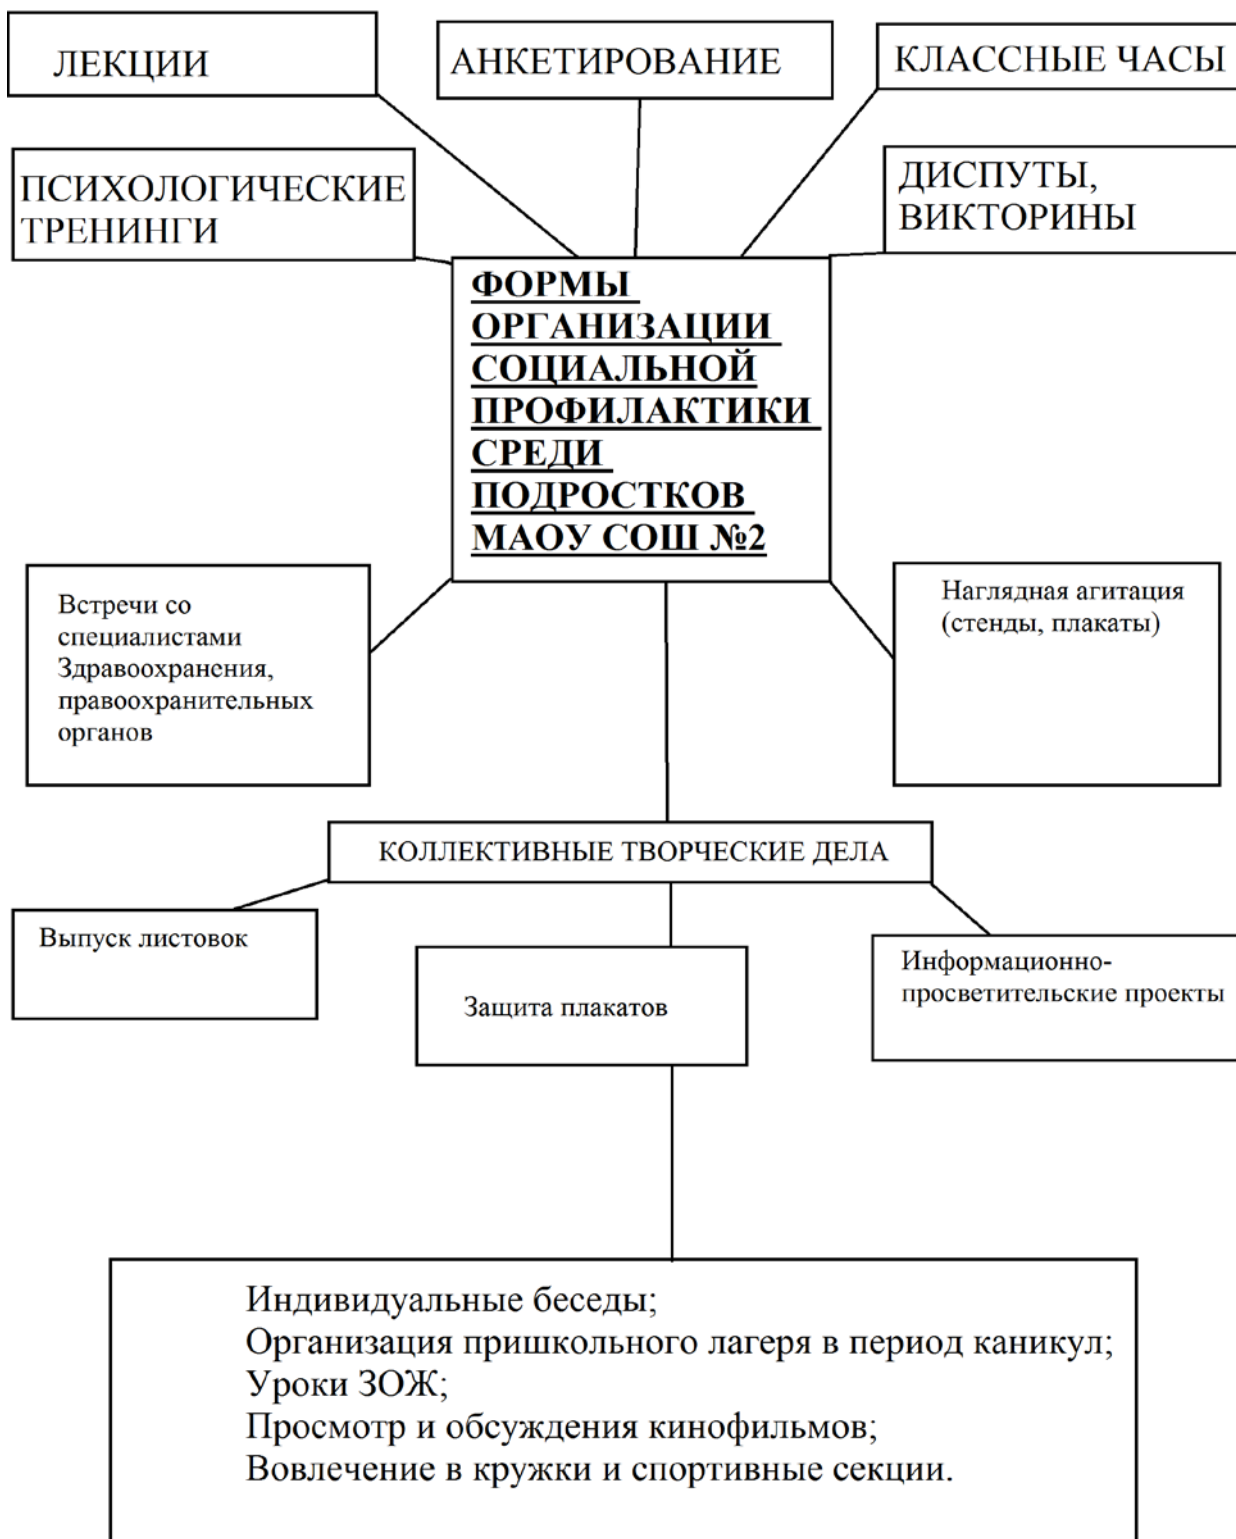 ЛЕКЦИИ
АНКЕТИРОВАНИЕ
КЛАССНЫЕ ЧАСЫ
ПСИХОЛОГИЧЕСКИЕ
ТРЕНИНГИ
ДИСПУТЫ,
ВИКТОРИНЫ
ФОРМЫ
ОРГАНИЗАЦИИ
СОЦИАЛЬНОЙ
ПРОФИЛАКТИКИ
СРЕДИ
ПОДРОСТКОВ
МАОУ СОШ №2
Встречи со
специалистами
Здравоохранения,
правоохранительных
органов
Наглядная агитация
(стенды, плакаты)
КОЛЛЕКТИВНЫЕ ТВОРЧЕСКИЕ ДЕЛА
Выпуск листовок
Защита плакатов
Информационно-
просветительские проекты
Индивидуальные беседы;
Организация пришкольного лагеря в период каникул;
Уроки ЗОЖ;
Просмотр и обсуждения кинофильмов;
Вовлечение в кружки и спортивные секции.